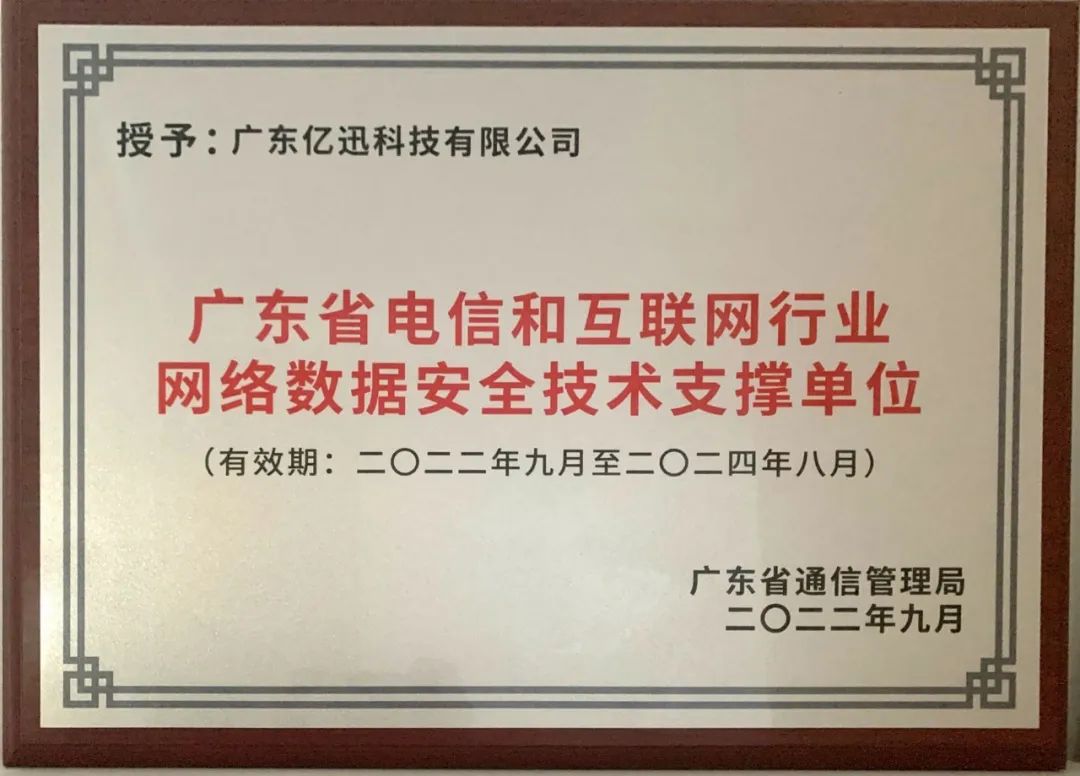 授予：广东亿迅科技有限公司
广东省电信和互联网行业
网络数据安全技术支撑单位
（有效期：二〇二二年九月至二〇二四年八月）
广东省通信管理局
二〇二二年九月